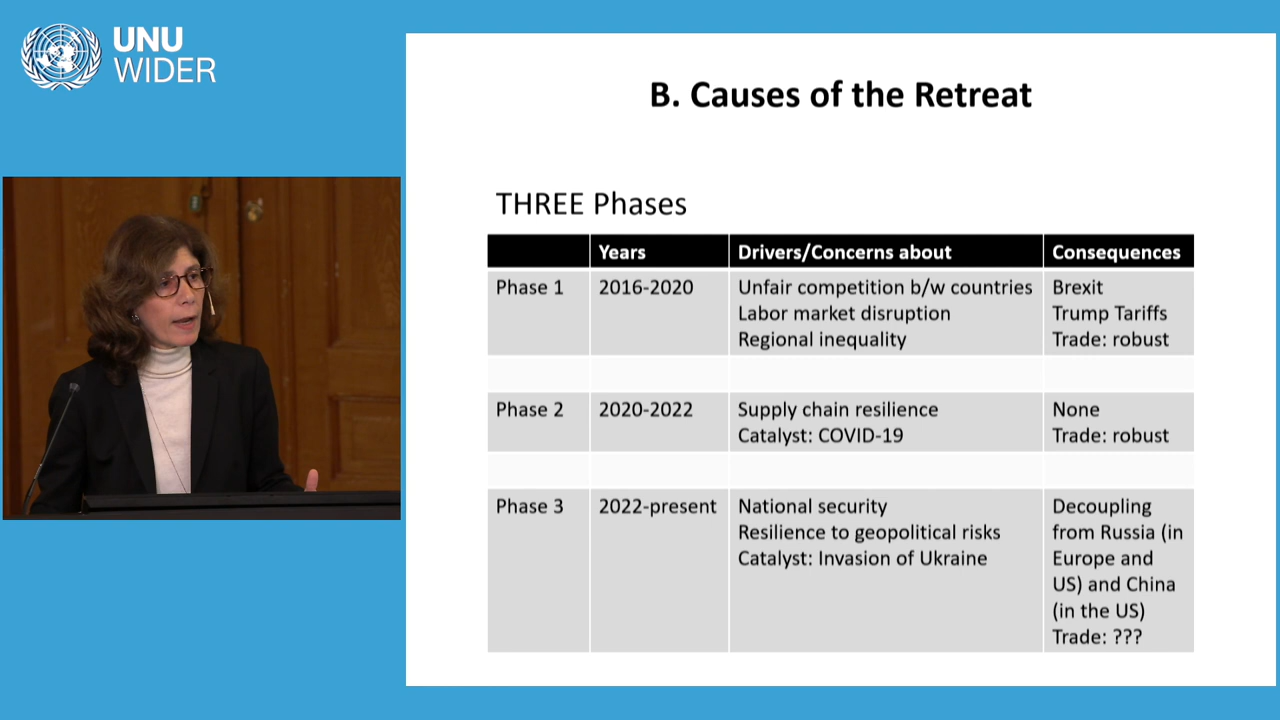 UNU
WIDER
B. Causes of the Retreat
THREE Phases
Years
Drivers/Concerns about
Consequences
Phase 1
2016-2020
Unfair competition b/w countries
Labor market disruption
Regional inequality
Brexit
Trump Tariffs
Trade: robust
Phase 2
2020-2022
Supply chain resilience
Catalyst: COVID-19
None
Trade: robust
Phase 3
2022-present
National security
Resilience to geopolitical risks
Catalyst: Invasion of Ukraine
Decoupling
from Russia (in
Europe and
US) and China
(in the US)
Trade: ???